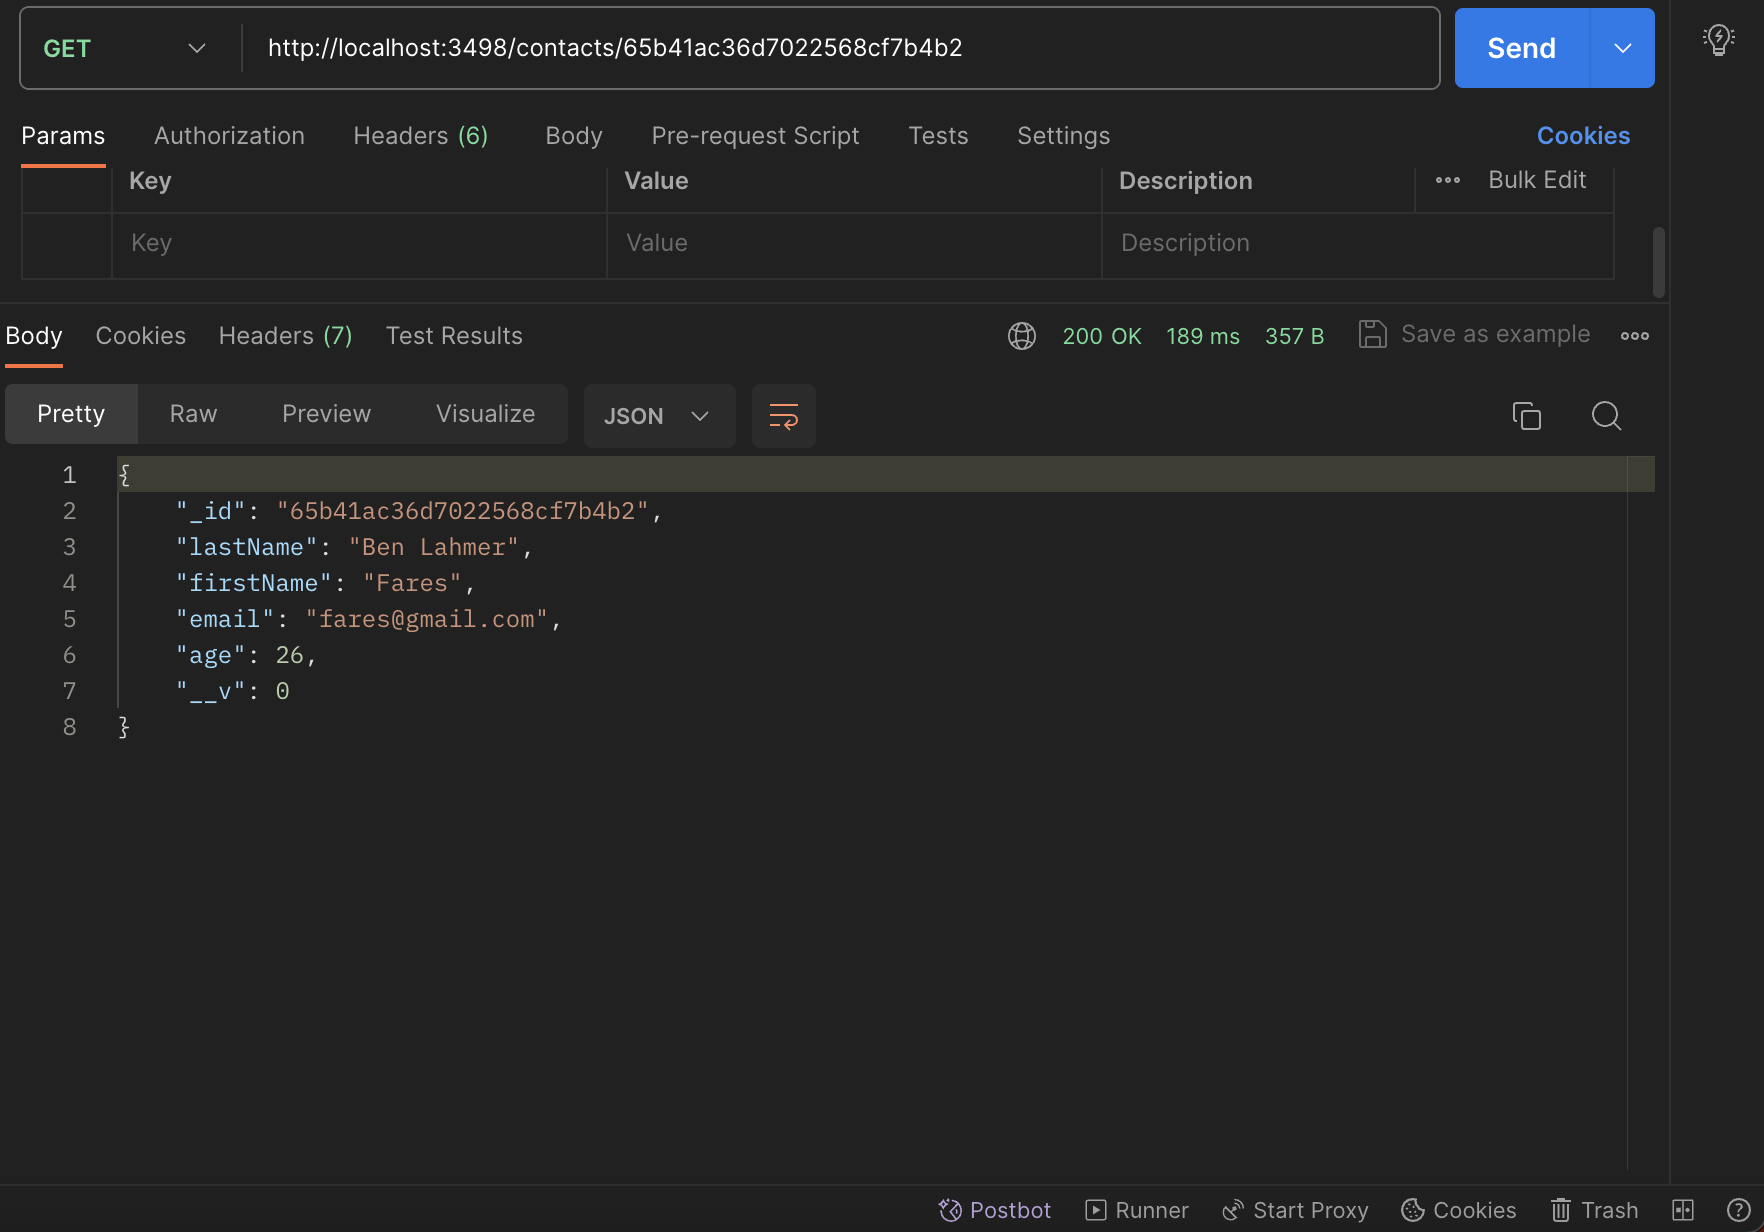 GET http://localhost:3498/contacts/65b41ac36d7022568cf7b4b2 Send
Params Authorization Headers (6) Body Pre-request Script Tests Settings Cookies
Key Value Description Bulk Edit
Key Value Description
Body Cookies Headers (7) Test Results 200 OK 189 ms 357 B Save as example
Pretty Raw Preview Visualize JSON
1 {
2 "_id": "65b41ac36d7022568cf7b4b2",
3 "lastName": "Ben Lahmer",
4 "firstName": "Fares",
5 "email": "fares@gmail.com",
6 "age": 26,
7 "__v": 0
8 }
Postbot Runner Start Proxy Cookies Trash